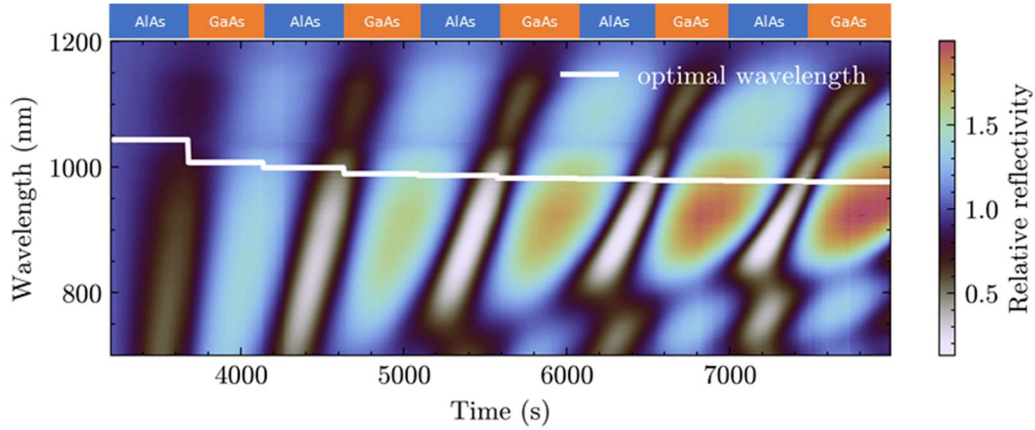 AlAs GaAs AlAs GaAs AlAs GaAs AlAs GaAs AlAs GaAs
1200
1000
800
Wavelength (nm)
optimal wavelength
4000 5000 6000 7000
Time (s)
1.5
1.0
0.5
Relative reflectivity